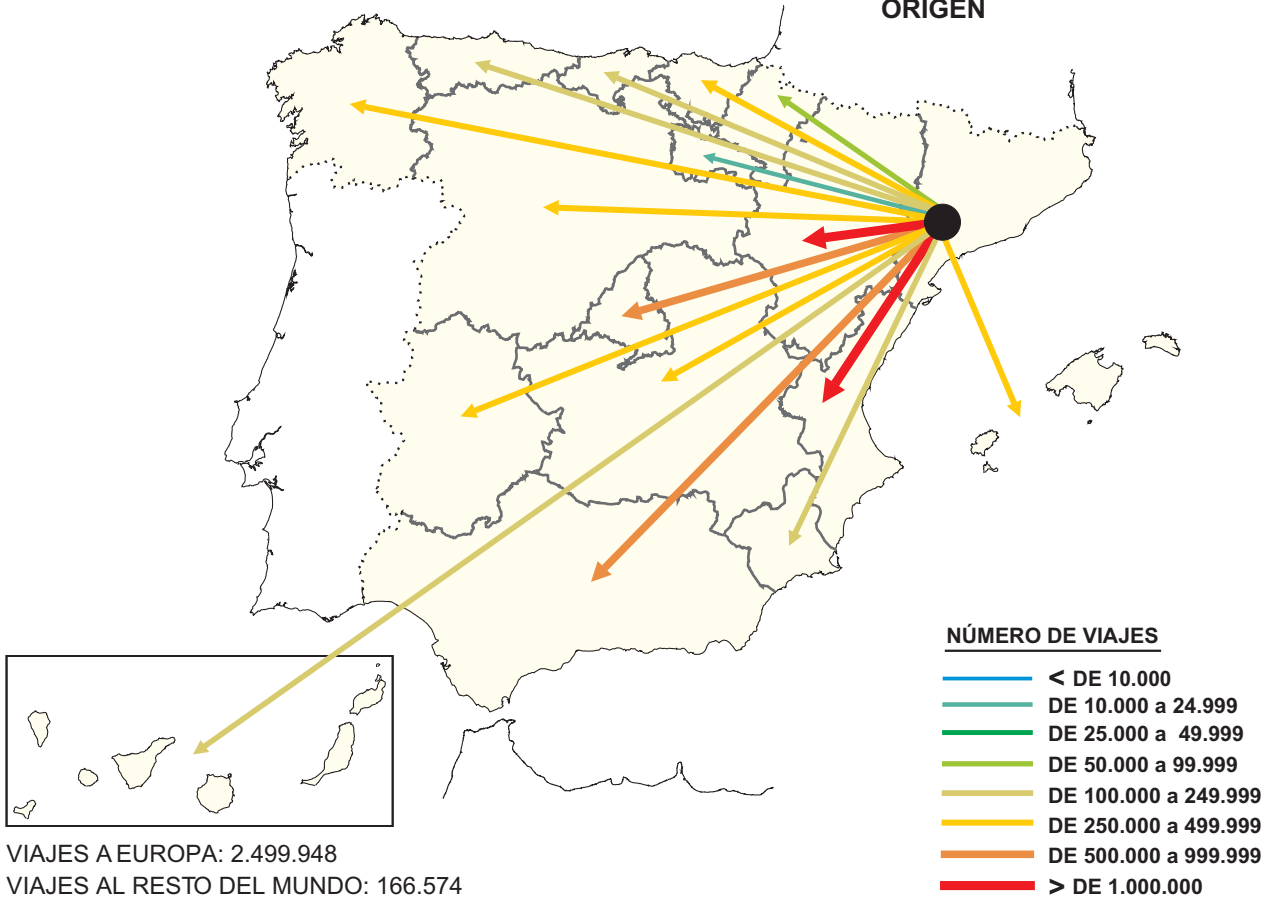 ORIGEN
NÚMERO DE VIAJES
< DE 10.000
DE 10.000 a 24.999
DE 25.000 a 49.999
DE 50.000 a 99.999
DE 100.000 a 249.999
DE 250.000 a 499.999
DE 500.000 a 999.999
> DE 1.000.000
VIAJES A EUROPA: 2.499.948
VIAJES AL RESTO DEL MUNDO: 166.574